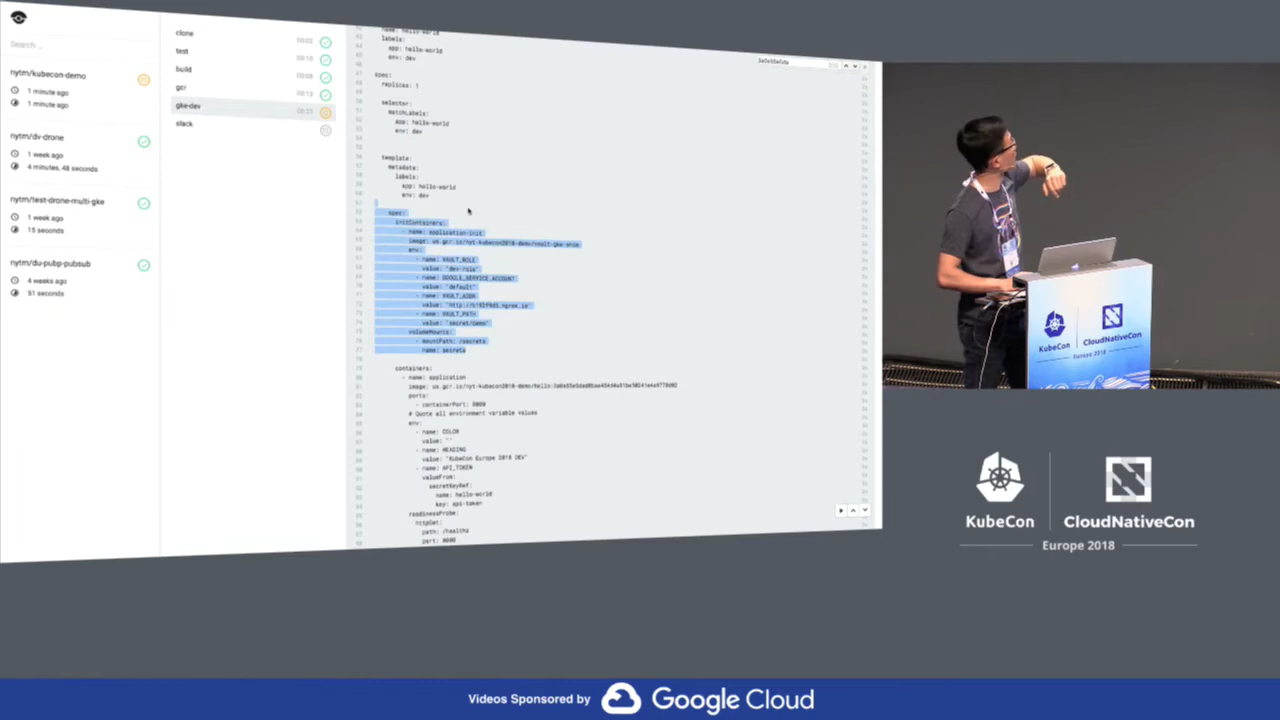 Search ...
nytm/kubecon-demo
1 minute ago
1 minute ago
nytm/dv-drone
1 week ago
4 minutes, 48 seconds
nytm/test-drone-multi-gke
1 week ago
15 seconds
nytm/du-pubp-pubsub
4 weeks ago
51 seconds
clone
test
build
gcr
gke-dev
slack
labels:
app: hello-world
env: dev
spec:
replicas: 1
selector:
matchLabels:
app: hello-world
env: dev
template:
metadata:
labels:
app: hello-world
env: dev
spec:
initContainers:
- name: application-init
env:
- name: VAULT_ROLE
value: "dev-role"
- name: GOOGLE_SERVICE_ACCOUNT
value: "default"
- name: VAULT_ADDR
- name: VAULT_PATH
value: "secret/demo"
volumeMounts:
- mountPath: /secrets
name: secrets
containers:
- name: application
ports:
- containerPort: 8080
# Quote all environment variable values
env:
- name: COLOR
value: ""
- name: HEADING
value: "KubeCon Europe 2018 DEV"
- name: API_TOKEN
valueFrom:
secretKeyRef:
name: hello-world
key: api-token
readinessProbe:
httpGet:
path: /healthz
port: 8080
KubeCon
CloudNativeCon
Europe 2018
KubeCon
CloudNativeCon
Europe 2018
Videos Sponsored by Google Cloud